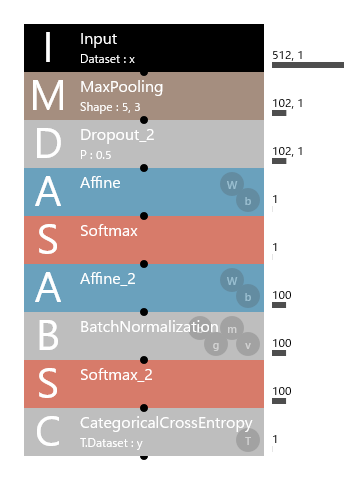 I
Input
Dataset : x
512, 1
M
MaxPooling
Shape : 5, 3
102, 1
D
Dropout_2
P : 0.5
102, 1
A
Affine
W
b
1
S
Softmax
1
A
Affine_2
W
b
100
B
BatchNormalization
m
g
v
100
S
Softmax_2
100
C
CategoricalCrossEntropy
T.Dataset : y
T
1